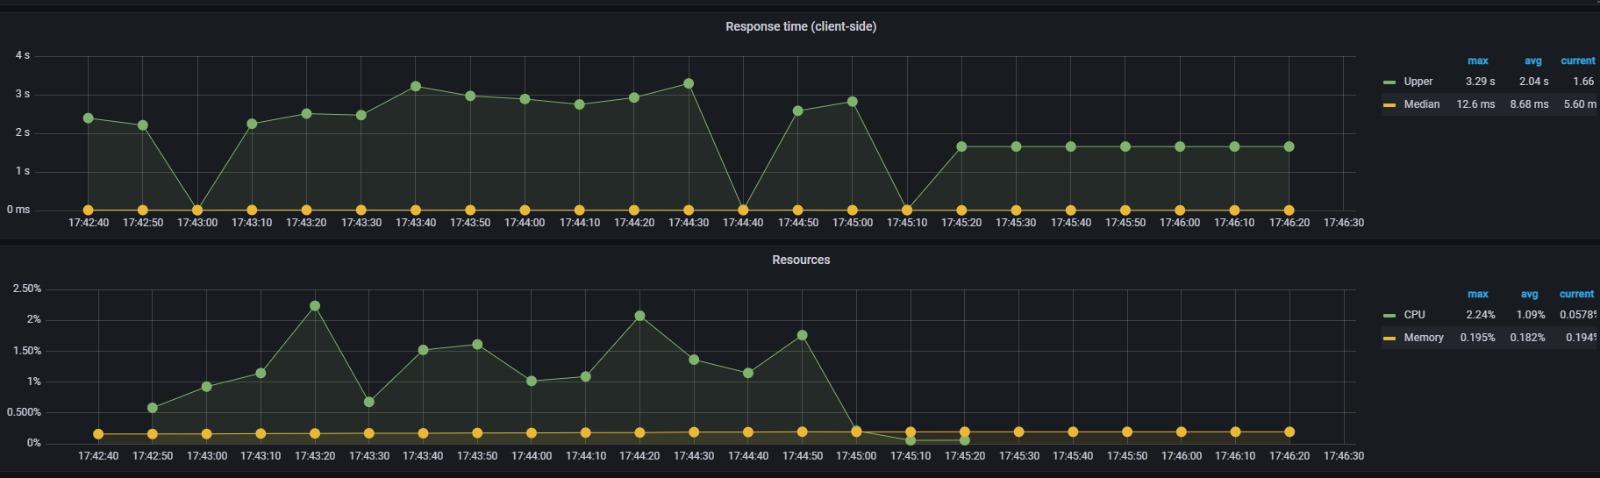 Response time (client-side)
4 s
3 s
2 s
1 s
0 ms
17:42:40 17:42:50 17:43:00 17:43:10 17:43:20 17:43:30 17:43:40 17:43:50 17:44:00 17:44:10 17:44:20 17:44:30 17:44:40 17:44:50 17:45:00 17:45:10 17:45:20 17:45:30 17:45:40 17:45:50 17:46:00 17:46:10 17:46:20 17:46:30
max avg current
Upper 3.29 s 2.04 s 1.66
Median 12.6 ms 8.68 ms 5.60 m
Resources
2.50%
2%
1.50%
1%
0.500%
0%
17:42:40 17:42:50 17:43:00 17:43:10 17:43:20 17:43:30 17:43:40 17:43:50 17:44:00 17:44:10 17:44:20 17:44:30 17:44:40 17:44:50 17:45:00 17:45:10 17:45:20 17:45:30 17:45:40 17:45:50 17:46:00 17:46:10 17:46:20 17:46:30
max avg current
CPU 2.24% 1.09% 0.0578%
Memory 0.195% 0.182% 0.194%